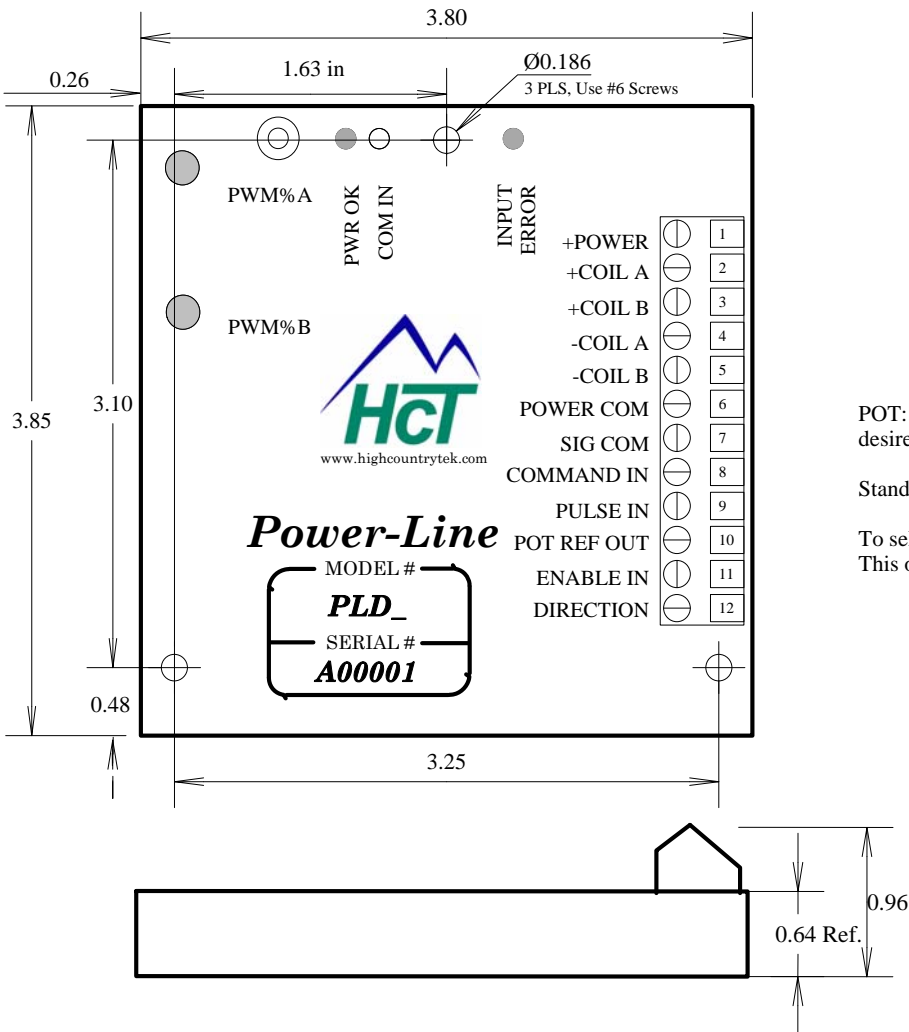 3.80
1.63 in
Ø0.186
3 PLS, Use #6 Screws
0.26
PWM%A
PWR OK
COM IN
INPUT
ERROR
PWM%B
3.85
3.10
+POWER 1
+COIL A 2
+COIL B 3
-COIL A 4
-COIL B 5
POWER COM 6
SIG COM 7
COMMAND IN 8
PULSE IN 9
POT REF OUT 10
ENABLE IN 11
DIRECTION 12
HCT
www.highcountrytek.com
Power-Line
MODEL #
PLD_
SERIAL #
A00001
POT:
desire
Stand
To sel
This o
0.48
3.25
0.96
0.64 Ref.